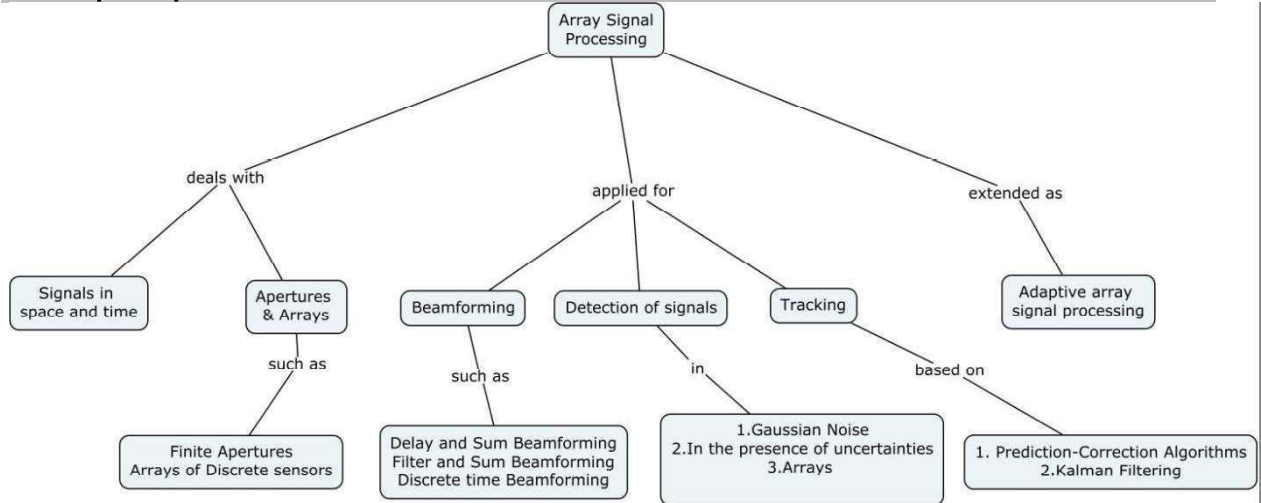 Array Signal
Processing
deals with
applied for
extended as
Signals in
space and time
Apertures
& Arrays
Beamforming
Detection of signals
Tracking
Adaptive array
signal processing
such as
such as
in
based on
Finite Apertures
Arrays of Discrete sensors
Delay and Sum Beamforming
Filter and Sum Beamforming
Discrete time Beamforming
1.Gaussian Noise
2.In the presence of uncertainties
3.Arrays
1. Prediction-Correction Algorithms
2.Kalman Filtering